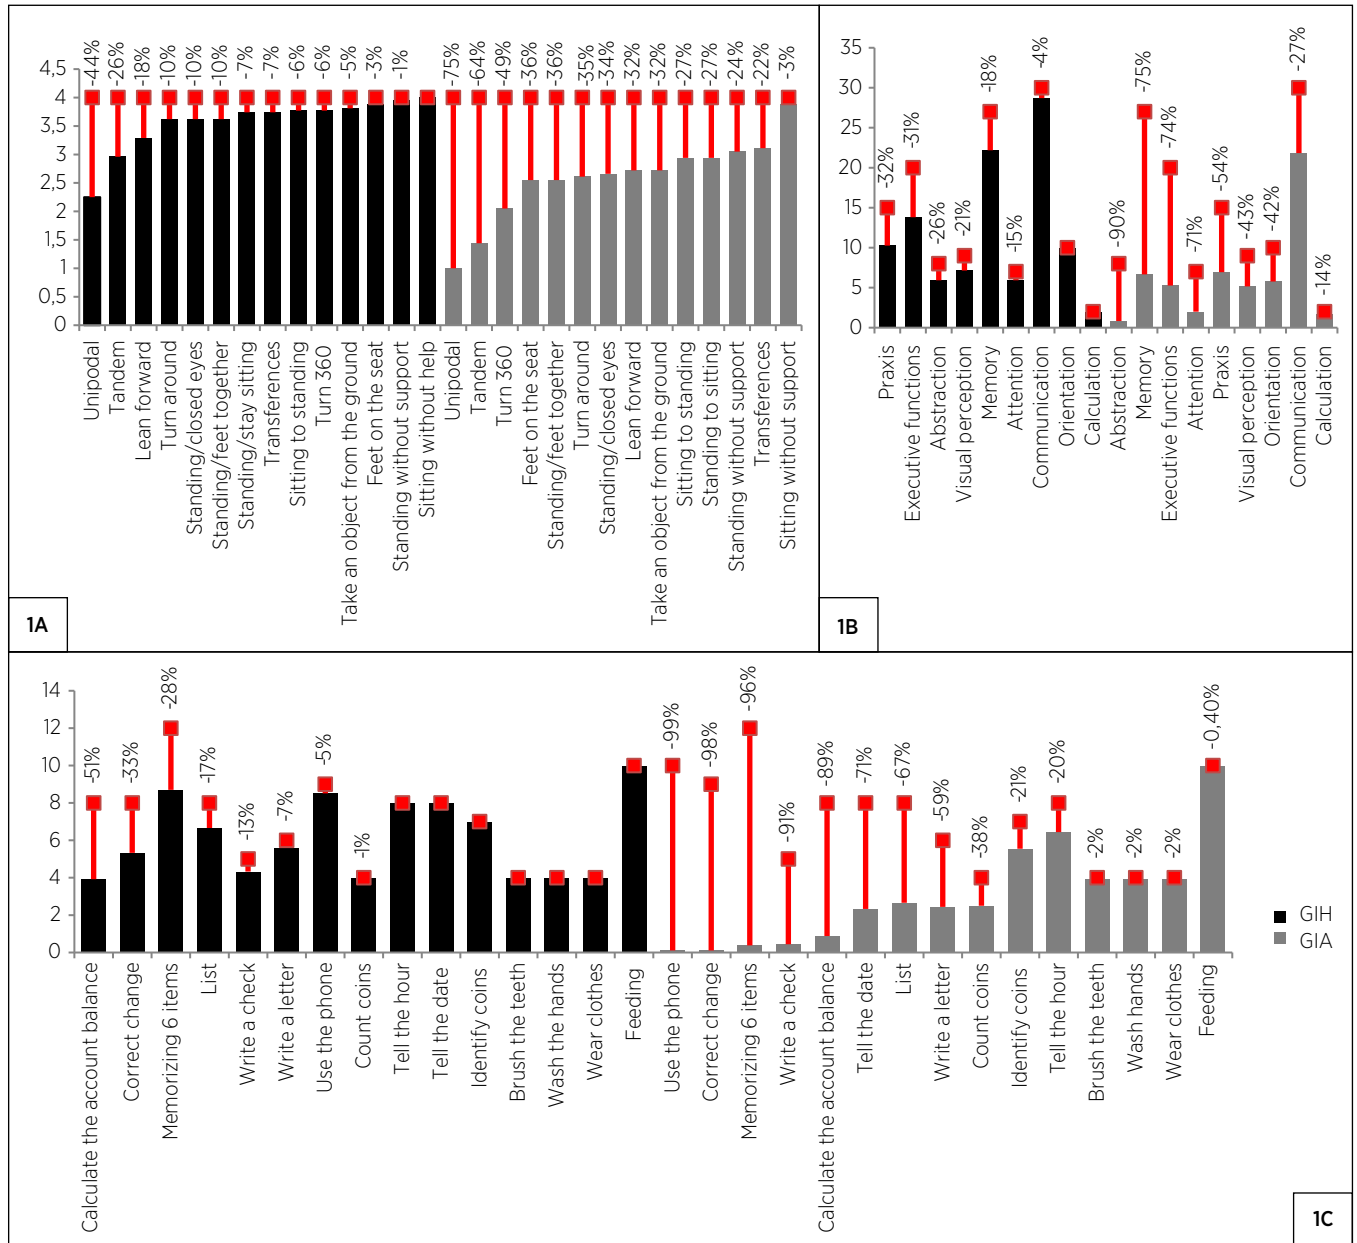 -44%
-26%
-18%
-10%
-10%
-10%
-7%
-7%
-6%
-6%
-5%
-3%
-1%
-75%
-64%
-49%
-36%
-36%
-35%
-34%
-32%
-32%
-27%
-27%
-24%
-22%
-3%
4,5
4
3,5
3
2,5
2
1,5
1
0,5
0
Unipodal
Tandem
Lean forward
Turn around
Standing/closed eyes
Standing/feet together
Standing/stay sitting
Transferences
Sitting to standing
Turn 360
Take an object from the ground
Feet on the seat
Standing without support
Sitting without help
Unipodal
Tandem
Turn 360
Feet on the seat
Standing/feet together
Turn around
Standing/closed eyes
Lean forward
Take an object from the ground
Sitting to standing
Standing to sitting
Standing without support
Transferences
Sitting without support
1A
35
30
25
20
15
10
5
0
-32%
-31%
-26%
-21%
-18%
-15%
-4%
-90%
-75%
-74%
-71%
-54%
-43%
-42%
-27%
-14%
Praxis
Executive functions
Abstraction
Visual perception
Memory
Attention
Communication
Orientation
Calculation
Abstraction
Memory
Executive functions
Attention
Praxis
Visual perception
Orientation
Communication
Calculation
1B
14
12
10
8
6
4
2
0
-51%
-33%
-28%
-17%
-13%
-7%
-5%
-1%
-99%
-98%
-96%
-91%
-89%
-71%
-67%
-59%
-38%
-21%
-20%
-2%
-2%
-2%
-0,40%
Calculate the account balance
Correct change
Memorizing 6 items
List
Write a check
Write a letter
Use the phone
Count coins
Tell the hour
Tell the date
Identify coins
Brush the teeth
Wash the hands
Wear clothes
Feeding
Use the phone
Correct change
Memorizing 6 items
Write a check
Calculate the account balance
Tell the date
List
Write a letter
Count coins
Identify coins
Tell the hour
Brush the teeth
Wash hands
Wear clothes
Feeding
GIH
GIA
1C